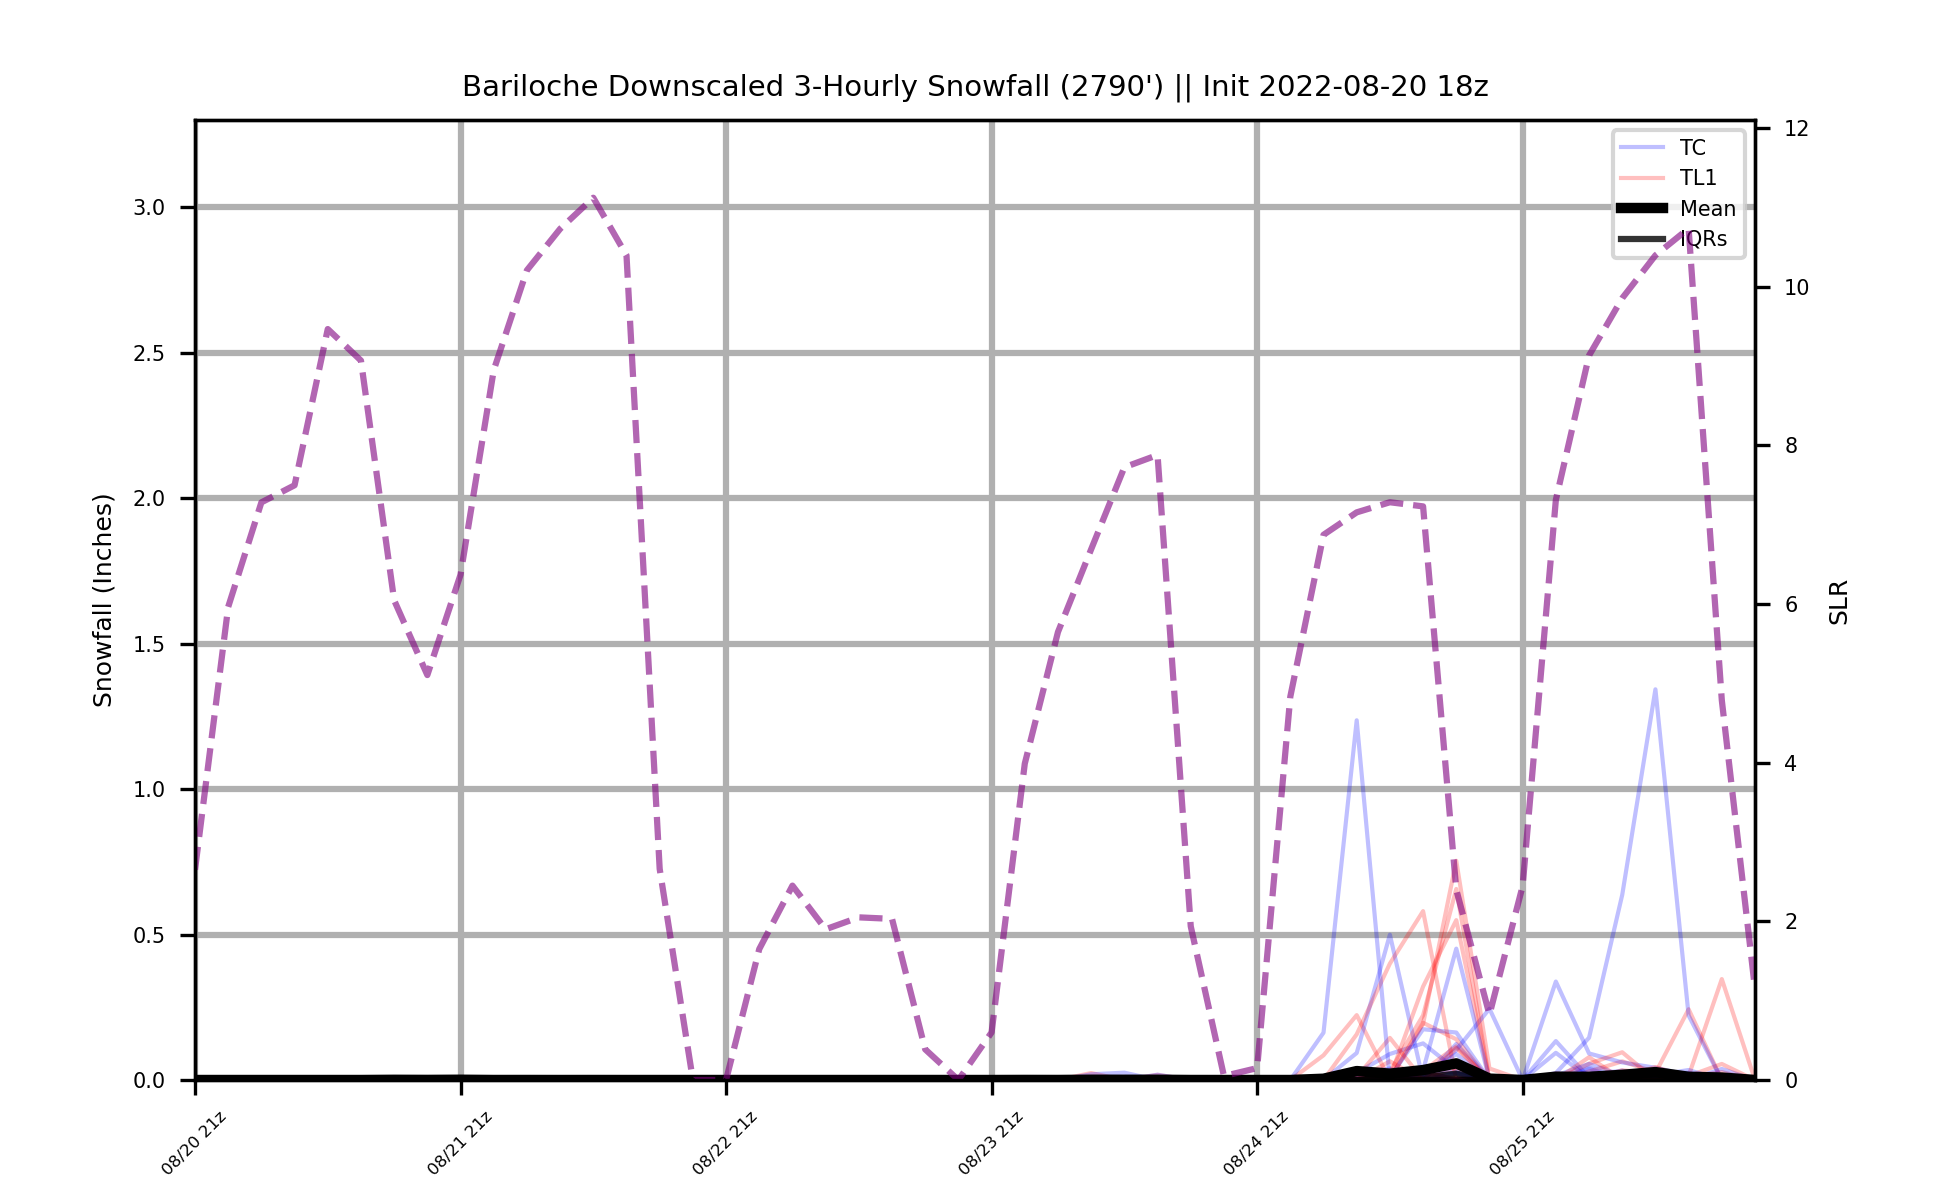 Bariloche Downscaled 3-Hourly Snowfall (2790') || Init 2022-08-20 18z
TC
TL1
Mean
IQRs
Snowfall (Inches)
3.0
2.5
2.0
1.5
1.0
0.5
0.0
12
10
8
6
4
2
0
SLR
08/20 21z
08/21 21z
08/22 21z
08/23 21z
08/24 21z
08/25 21z